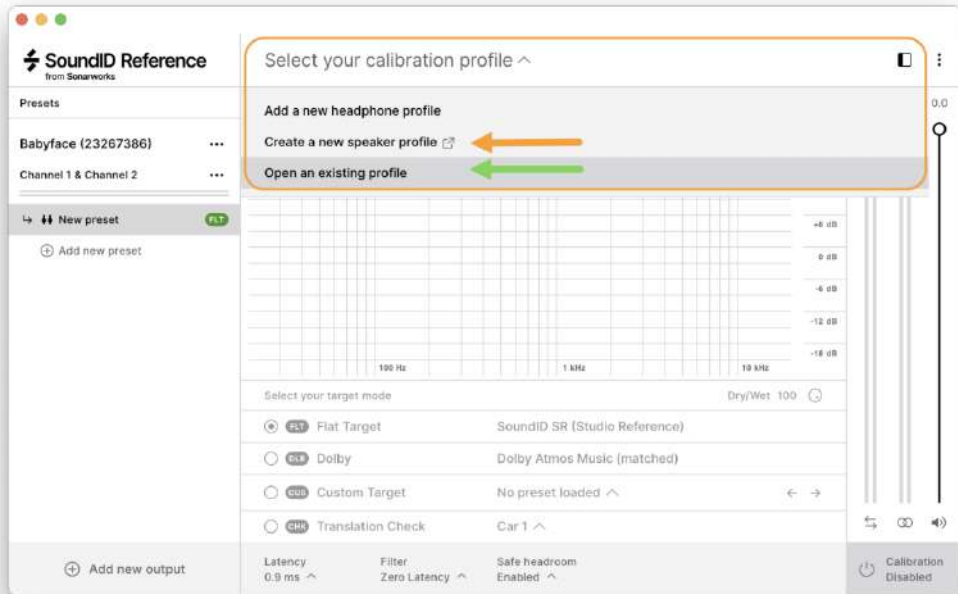 SoundID Reference
from Sonarworks
Presets
Babyface (23267386)
Channel 1 & Channel 2
New preset FLT
Add new preset
Add new output
Select your calibration profile
Add a new headphone profile
Create a new speaker profile
Open an existing profile
0.0
+6 dB
0 dB
-6 dB
-12 dB
-18 dB
100 Hz 1 kHz 10 kHz
Select your target mode Dry/Wet 100
FLT Flat Target SoundID SR (Studio Reference)
DLB Dolby Dolby Atmos Music (matched)
CUS Custom Target No preset loaded
CHK Translation Check Car 1
Latency Filter Safe headroom
0.9 ms Zero Latency Enabled
Calibration
Disabled